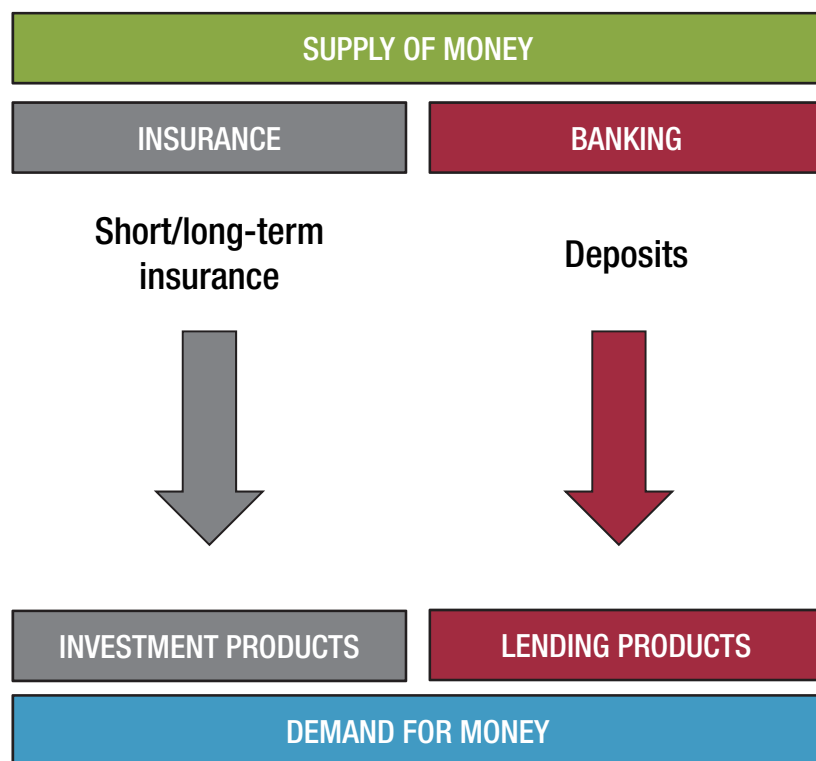 SUPPLY OF MONEY
INSURANCE
BANKING
Short/long-term
insurance
Deposits
INVESTMENT PRODUCTS
LENDING PRODUCTS
DEMAND FOR MONEY